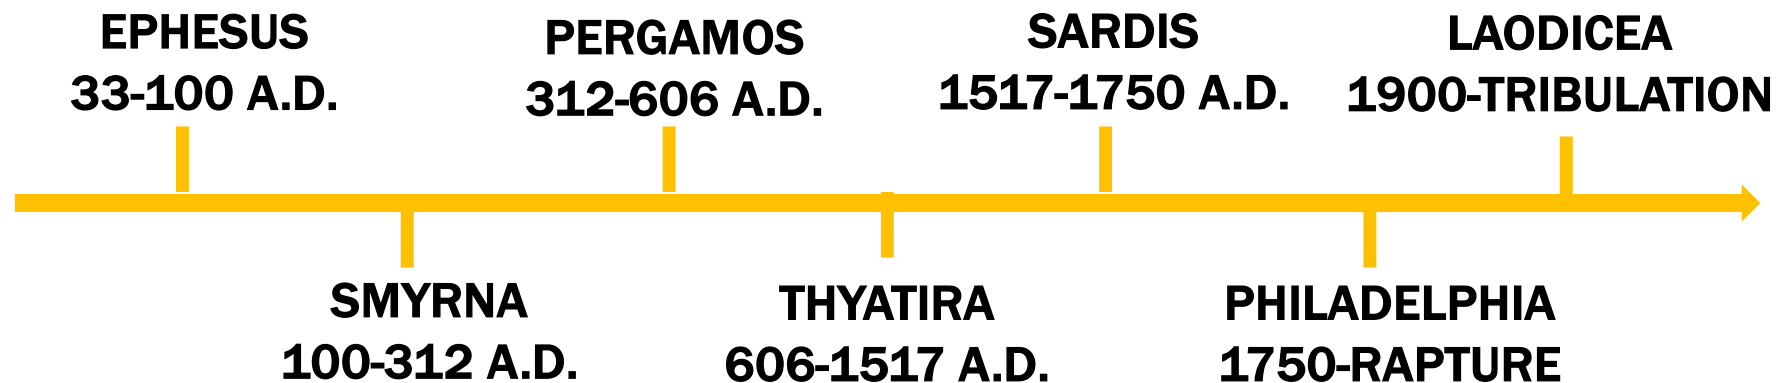 EPHESUS
33-100 A.D.
SMYRNA
100-312 A.D.
PERGAMOS
312-606 A.D.
THYATIRA
606-1517 A.D.
SARDIS
1517-1750 A.D.
PHILADELPHIA
1750-RAPTURE
LAODICEA
1900-TRIBULATION